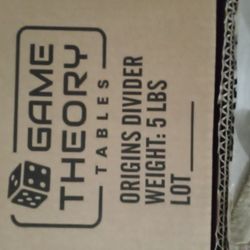 GAME
THEORY
TABLES
ORIGINS DIVIDER
WEIGHT: 5 LBS
LOT